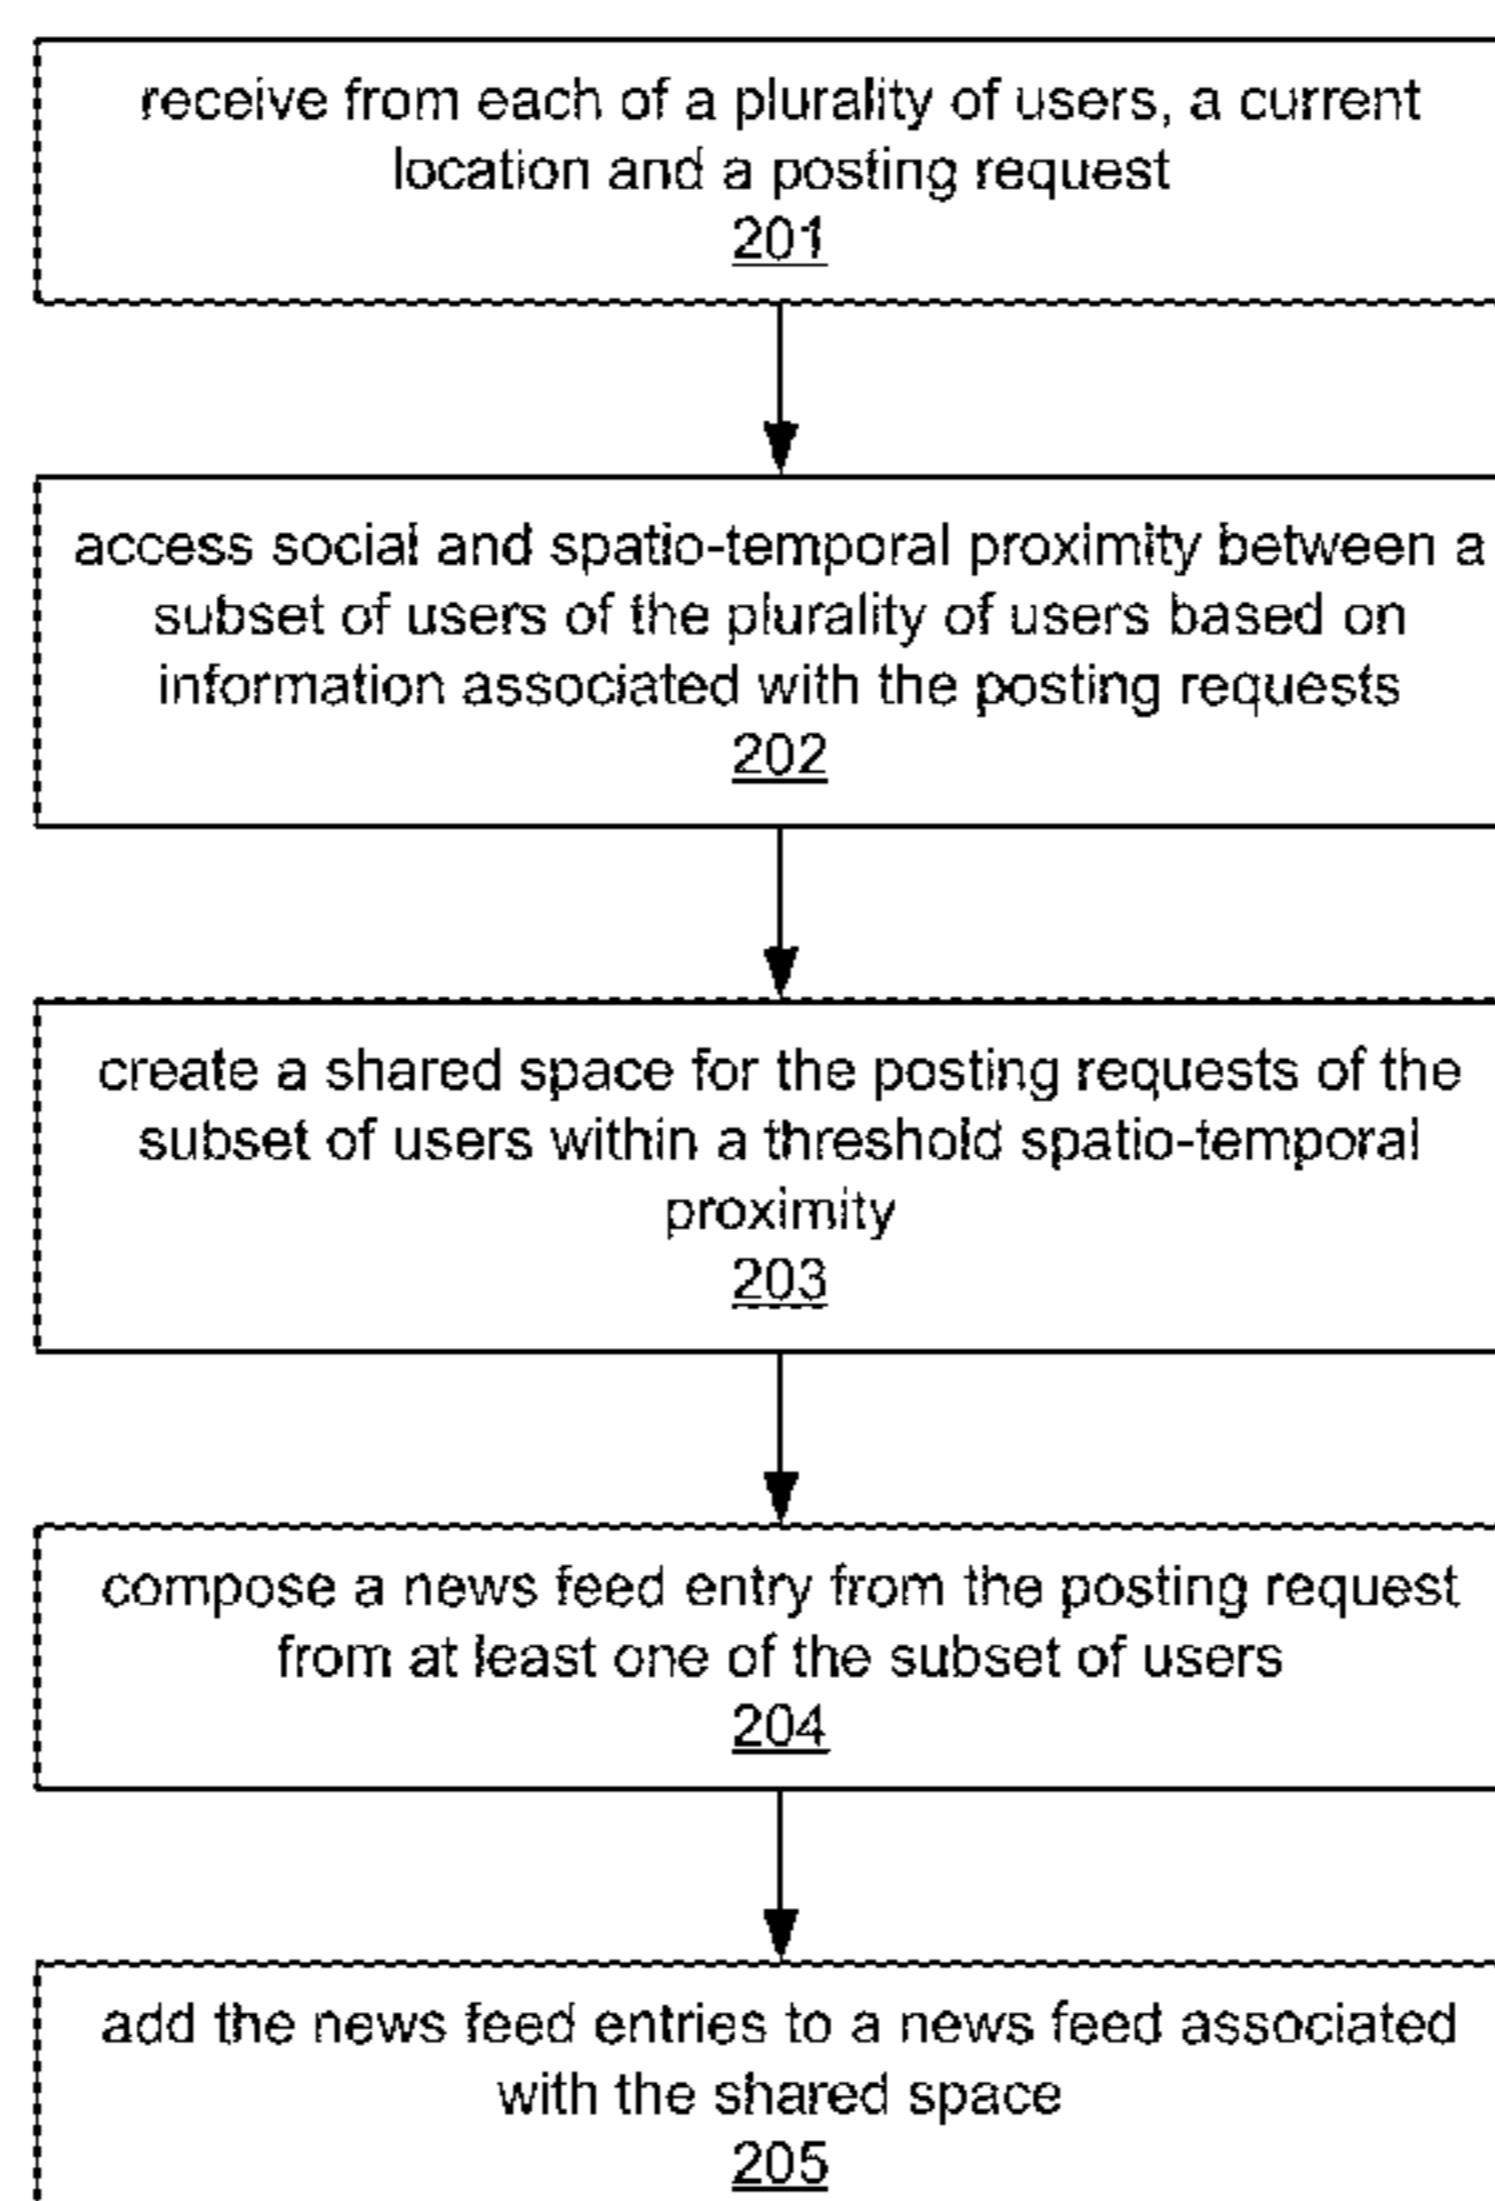 receive from each of a plurality of users, a current
location and a posting request
201
access social and spatio-temporal proximity between a
subset of users of the plurality of users based on
information associated with the posting requests
202
create a shared space for the posting requests of the
subset of users within a threshold spatio-temporal
proximity
203
compose a news feed entry from the posting request
from at least one of the subset of users
204
add the news feed entries to a news feed associated
with the shared space
205